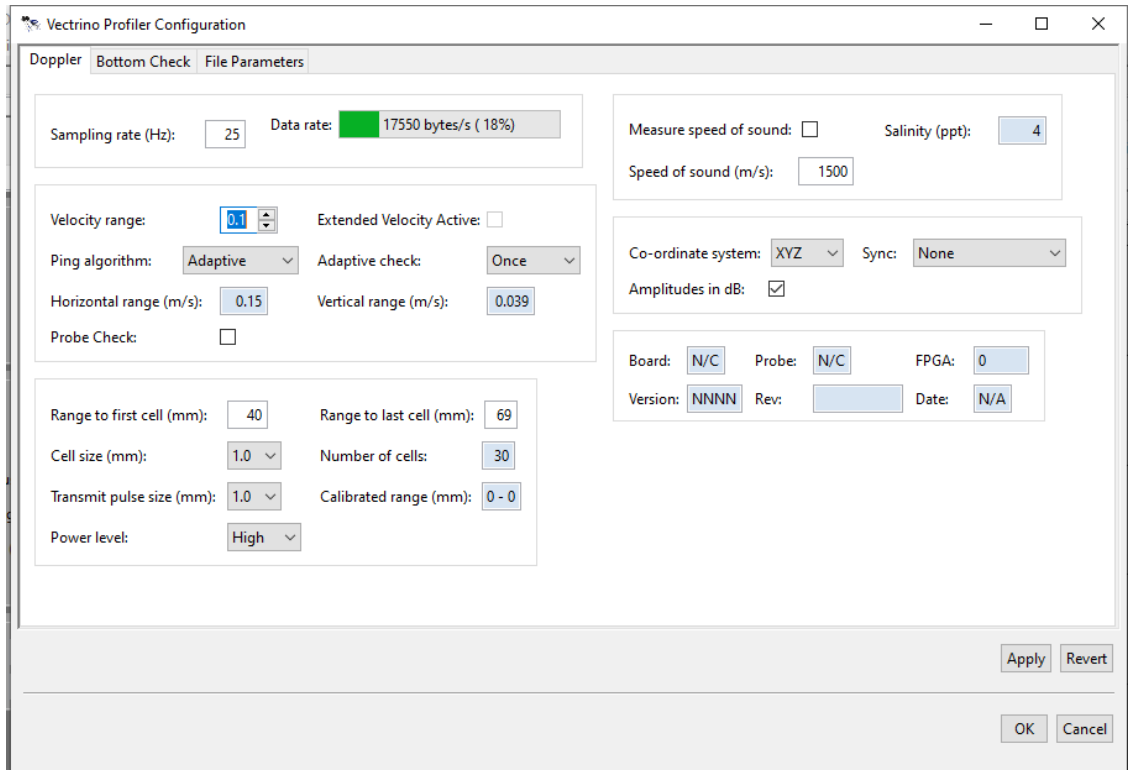 Vectrino Profiler Configuration
Doppler Bottom Check File Parameters
Sampling rate (Hz): 25 Data rate: 17550 bytes/s ( 18%)
Velocity range: 0.1 Extended Velocity Active:
Ping algorithm: Adaptive Adaptive check: Once
Horizontal range (m/s): 0.15 Vertical range (m/s): 0.039
Probe Check:
Range to first cell (mm): 40 Range to last cell (mm): 69
Cell size (mm): 1.0 Number of cells: 30
Transmit pulse size (mm): 1.0 Calibrated range (mm): 0 - 0
Power level: High
Measure speed of sound: Salinity (ppt): 4
Speed of sound (m/s): 1500
Co-ordinate system: XYZ Sync: None
Amplitudes in dB:
Board: N/C Probe: N/C FPGA: 0
Version: NNNN Rev: Date: N/A
Apply Revert
OK Cancel